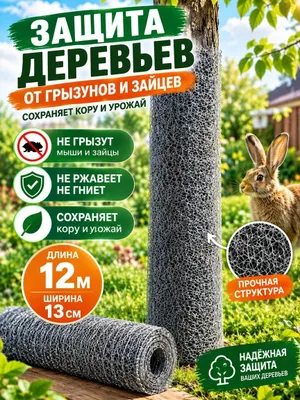 ЗАЩИТА
ДЕРЕВЬЕВ
ОТ ГРЫЗУНОВ И ЗАЙЦЕВ
СОХРАНЯЕТ КОРУ И УРОЖАЙ
НЕ ГРЫЗУТ
мыши и зайцы
НЕ РЖАВЕЕТ
НЕ ГНИЕТ
СОХРАНЯЕТ
кору и урожай
ДЛИНА
12М
ШИРИНА
13 СМ
ПРОЧНАЯ
СТРУКТУРА
НАДЁЖНАЯ
ЗАЩИТА
ВАШИХ ДЕРЕВЬЕВ